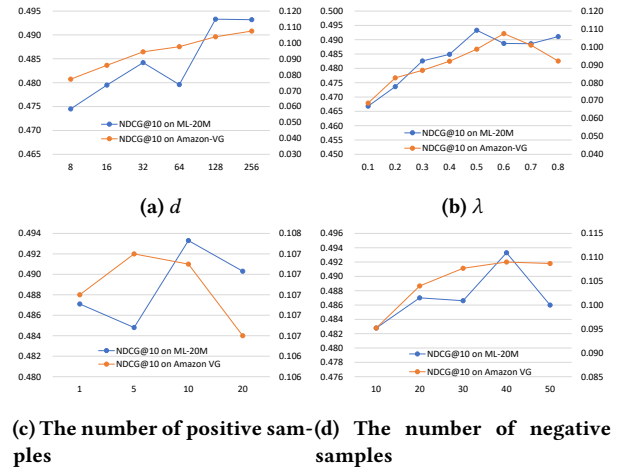 0.495 0.120
0.490 0.110
0.100
0.485 0.090
0.480 0.080
0.070
0.475 0.060
0.470 0.050
0.040
0.465 0.030
NDCG@10 on ML-20M
NDCG@10 on Amazon-VG
8 16 32 64 128 256
(a) d
0.500 0.120
0.495 0.110
0.490 0.100
0.485
0.480 0.090
0.475 0.080
0.470 0.070
0.465 0.060
0.460
0.455 0.050
0.450 0.040
NDCG@10 on ML-20M
NDCG@10 on Amazon-VG
0.1 0.2 0.3 0.4 0.5 0.6 0.7 0.8
(b) λ
0.494 0.108
0.492 0.107
0.490 0.107
0.488
0.107
0.484 0.107
0.482 0.106
0.480 0.106
NDCG@10 on ML-20M
NDCG@10 on Amazon VG
1 5 10 20
(c) The number of positive sam-
ples
0.496 0.115
0.494
0.492 0.110
0.490 0.105
0.488
0.486 0.100
0.484
0.482 0.095
0.480 0.090
0.478
0.476 0.085
NDCG@10 on ML-20M
NDCG@10 on Amazon VG
10 20 30 40 50
(d) The number of negative
samples